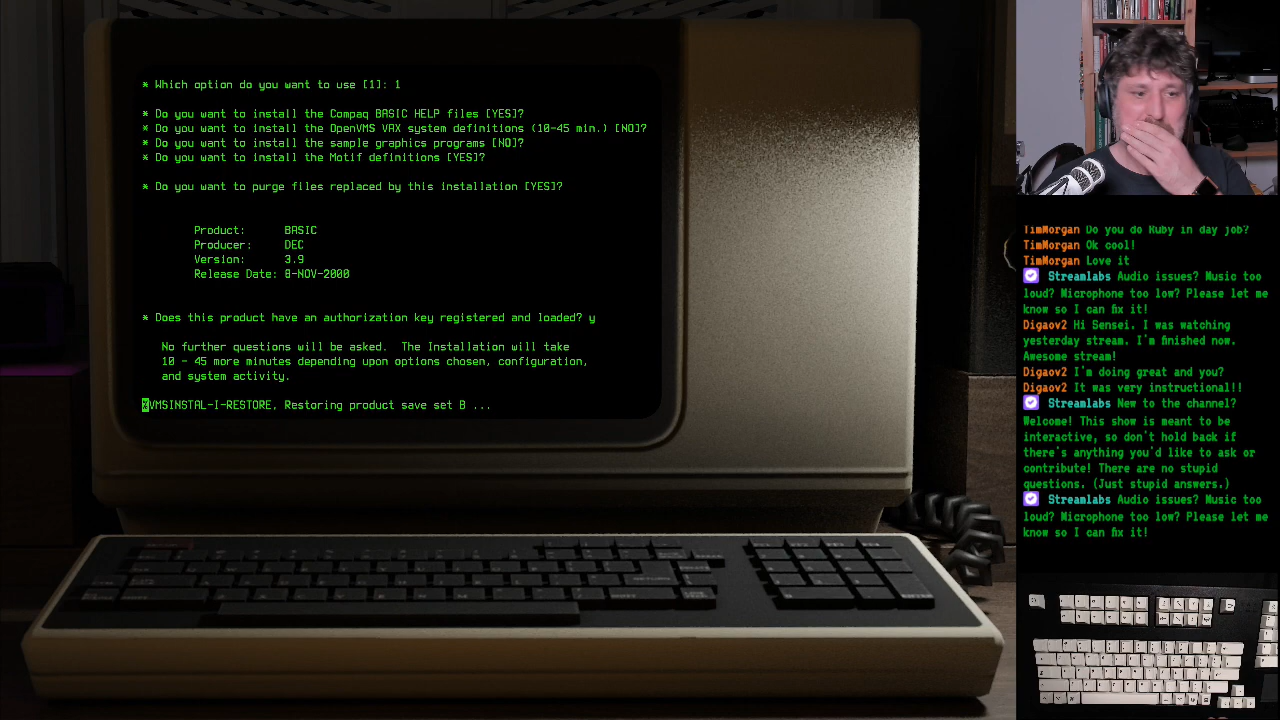 * Which option do you want to use [1]: 1
* Do you want to install the Compaq BASIC HELP files [YES]?
* Do you want to install the OpenVMS VAX system definitions (10-45 min.) [NO]?
* Do you want to install the sample graphics programs [NO]?
* Do you want to install the Motif definitions [YES]?
* Do you want to purge files replaced by this installation [YES]?
Product: BASIC
Producer: DEC
Version: 3.9
Release Date: 8-NOV-2000
* Does this product have an authorization key registered and loaded? y
No further questions will be asked. The Installation will take
10 - 45 more minutes depending upon options chosen, configuration,
and system activity.
%VMSINSTAL-I-RESTORE, Restoring product save set B ...
TimMorgan Do you do Ruby in day job?
TimMorgan Ok cool!
TimMorgan Love it
Streamlabs Audio issues? Music too
loud? Microphone too low? Please let me
know so I can fix it!
Digaov2 Hi Sensei. I was watching
yesterday stream. I'm finished now.
Awesome stream!
Digaov2 I'm doing great and you?
Digaov2 It was very instructional!!
Streamlabs New to the channel?
Welcome! This show is meant to be
interactive, so don't hold back if
there's anything you'd like to ask or
contribute! There are no stupid
questions. (Just stupid answers.)
Streamlabs Audio issues? Music too
loud? Microphone too low? Please let me
know so I can fix it!